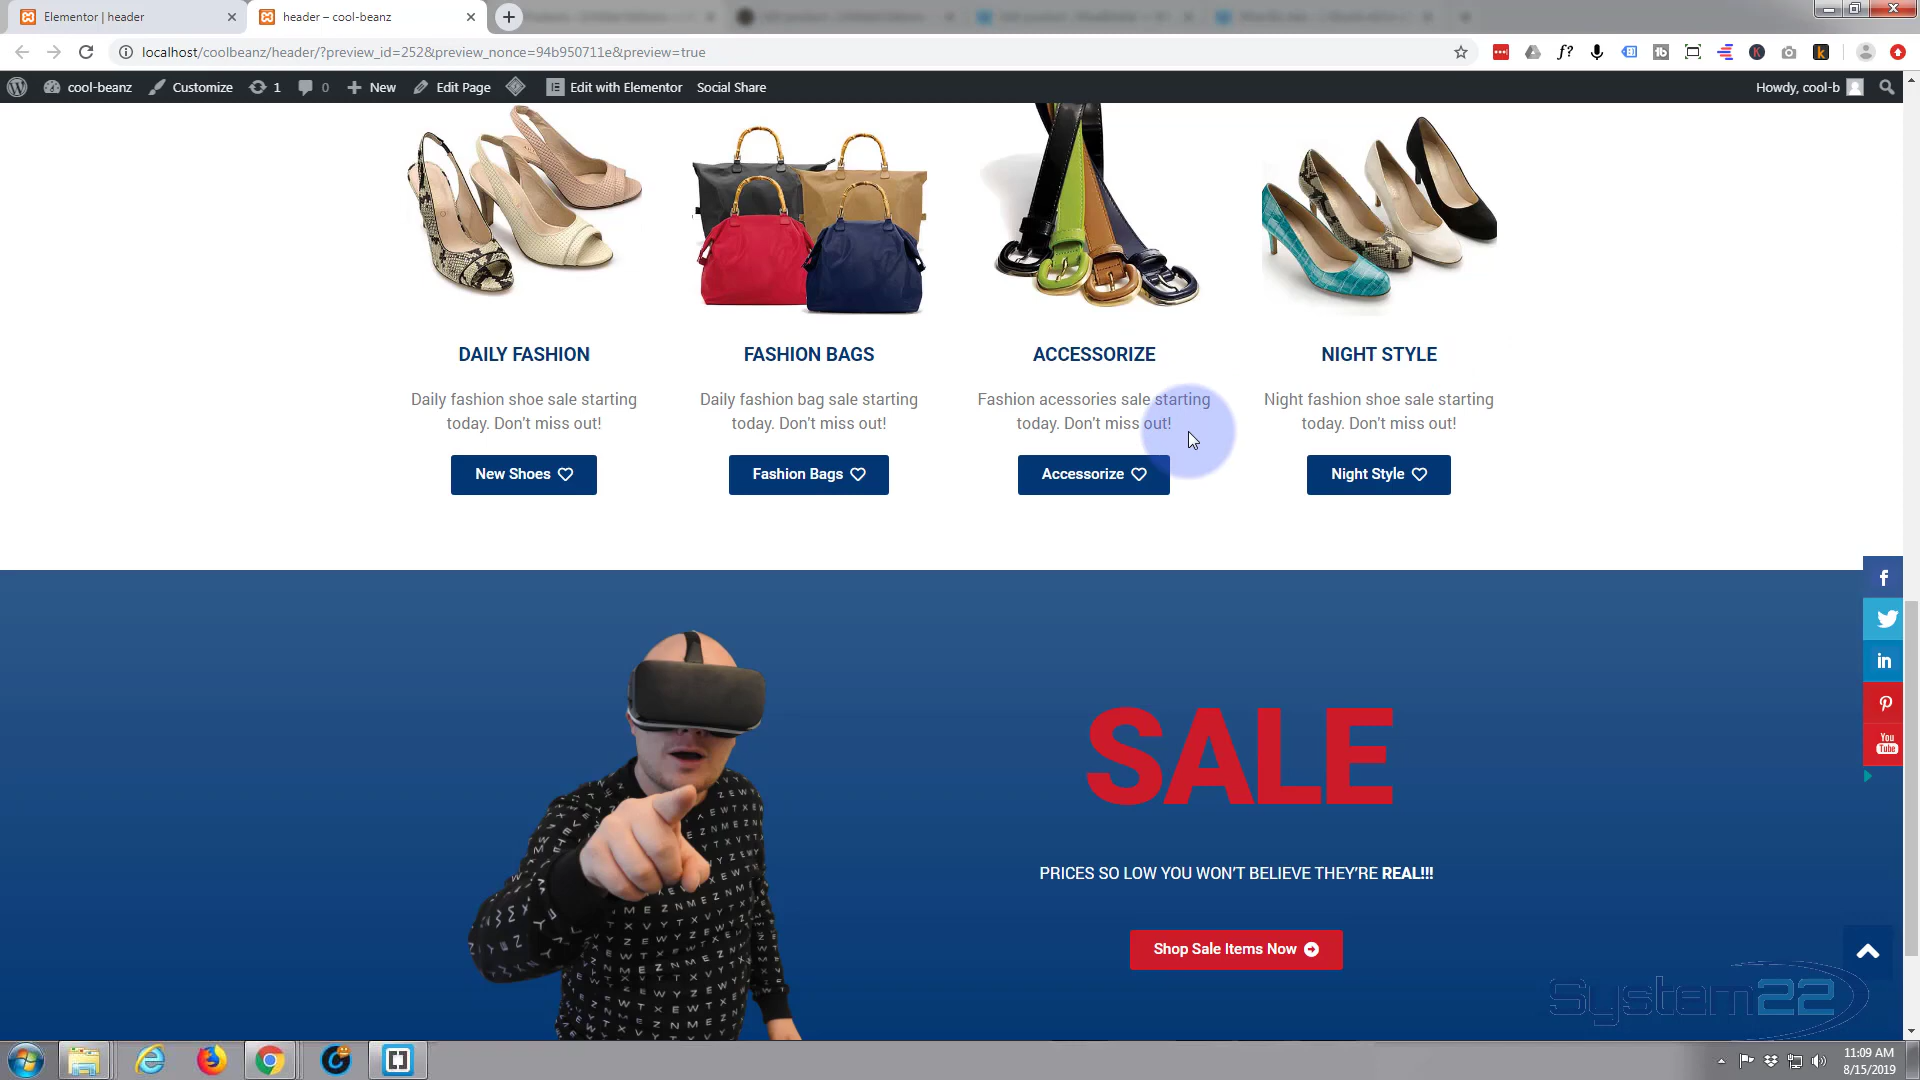 Elementor | header
header – cool-beanz
localhost/coolbeanz/header/?preview_id=252&preview_nonce=94b950711e&preview=true
cool-beanz
Customize
1
0
New
Edit Page
Edit with Elementor
Social Share
Howdy, cool-b
DAILY FASHION
Daily fashion shoe sale starting
today. Don't miss out!
New Shoes
FASHION BAGS
Daily fashion bag sale starting
today. Don't miss out!
Fashion Bags
ACCESSORIZE
Fashion acessories sale starting
today. Don't miss out!
Accessorize
NIGHT STYLE
Night fashion shoe sale starting
today. Don't miss out!
Night Style
SALE
PRICES SO LOW YOU WON'T BELIEVE THEY'RE REAL!!!
Shop Sale Items Now
You
Tube
System22
11:09 AM
8/15/2019